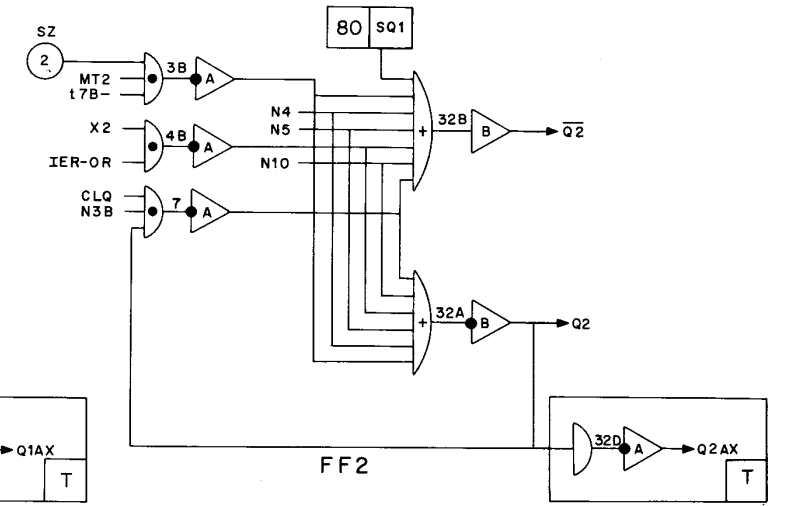 80 SQ1
SZ
2
3B
A
MT2
t7B-
N4
X2
N5
4B
A
32B
B
Q2
+
IER-OR
N10
CLQ
7
A
N3B
32A
B
Q2
+
Q1AX
T
FF2
32D
A
Q2AX
T